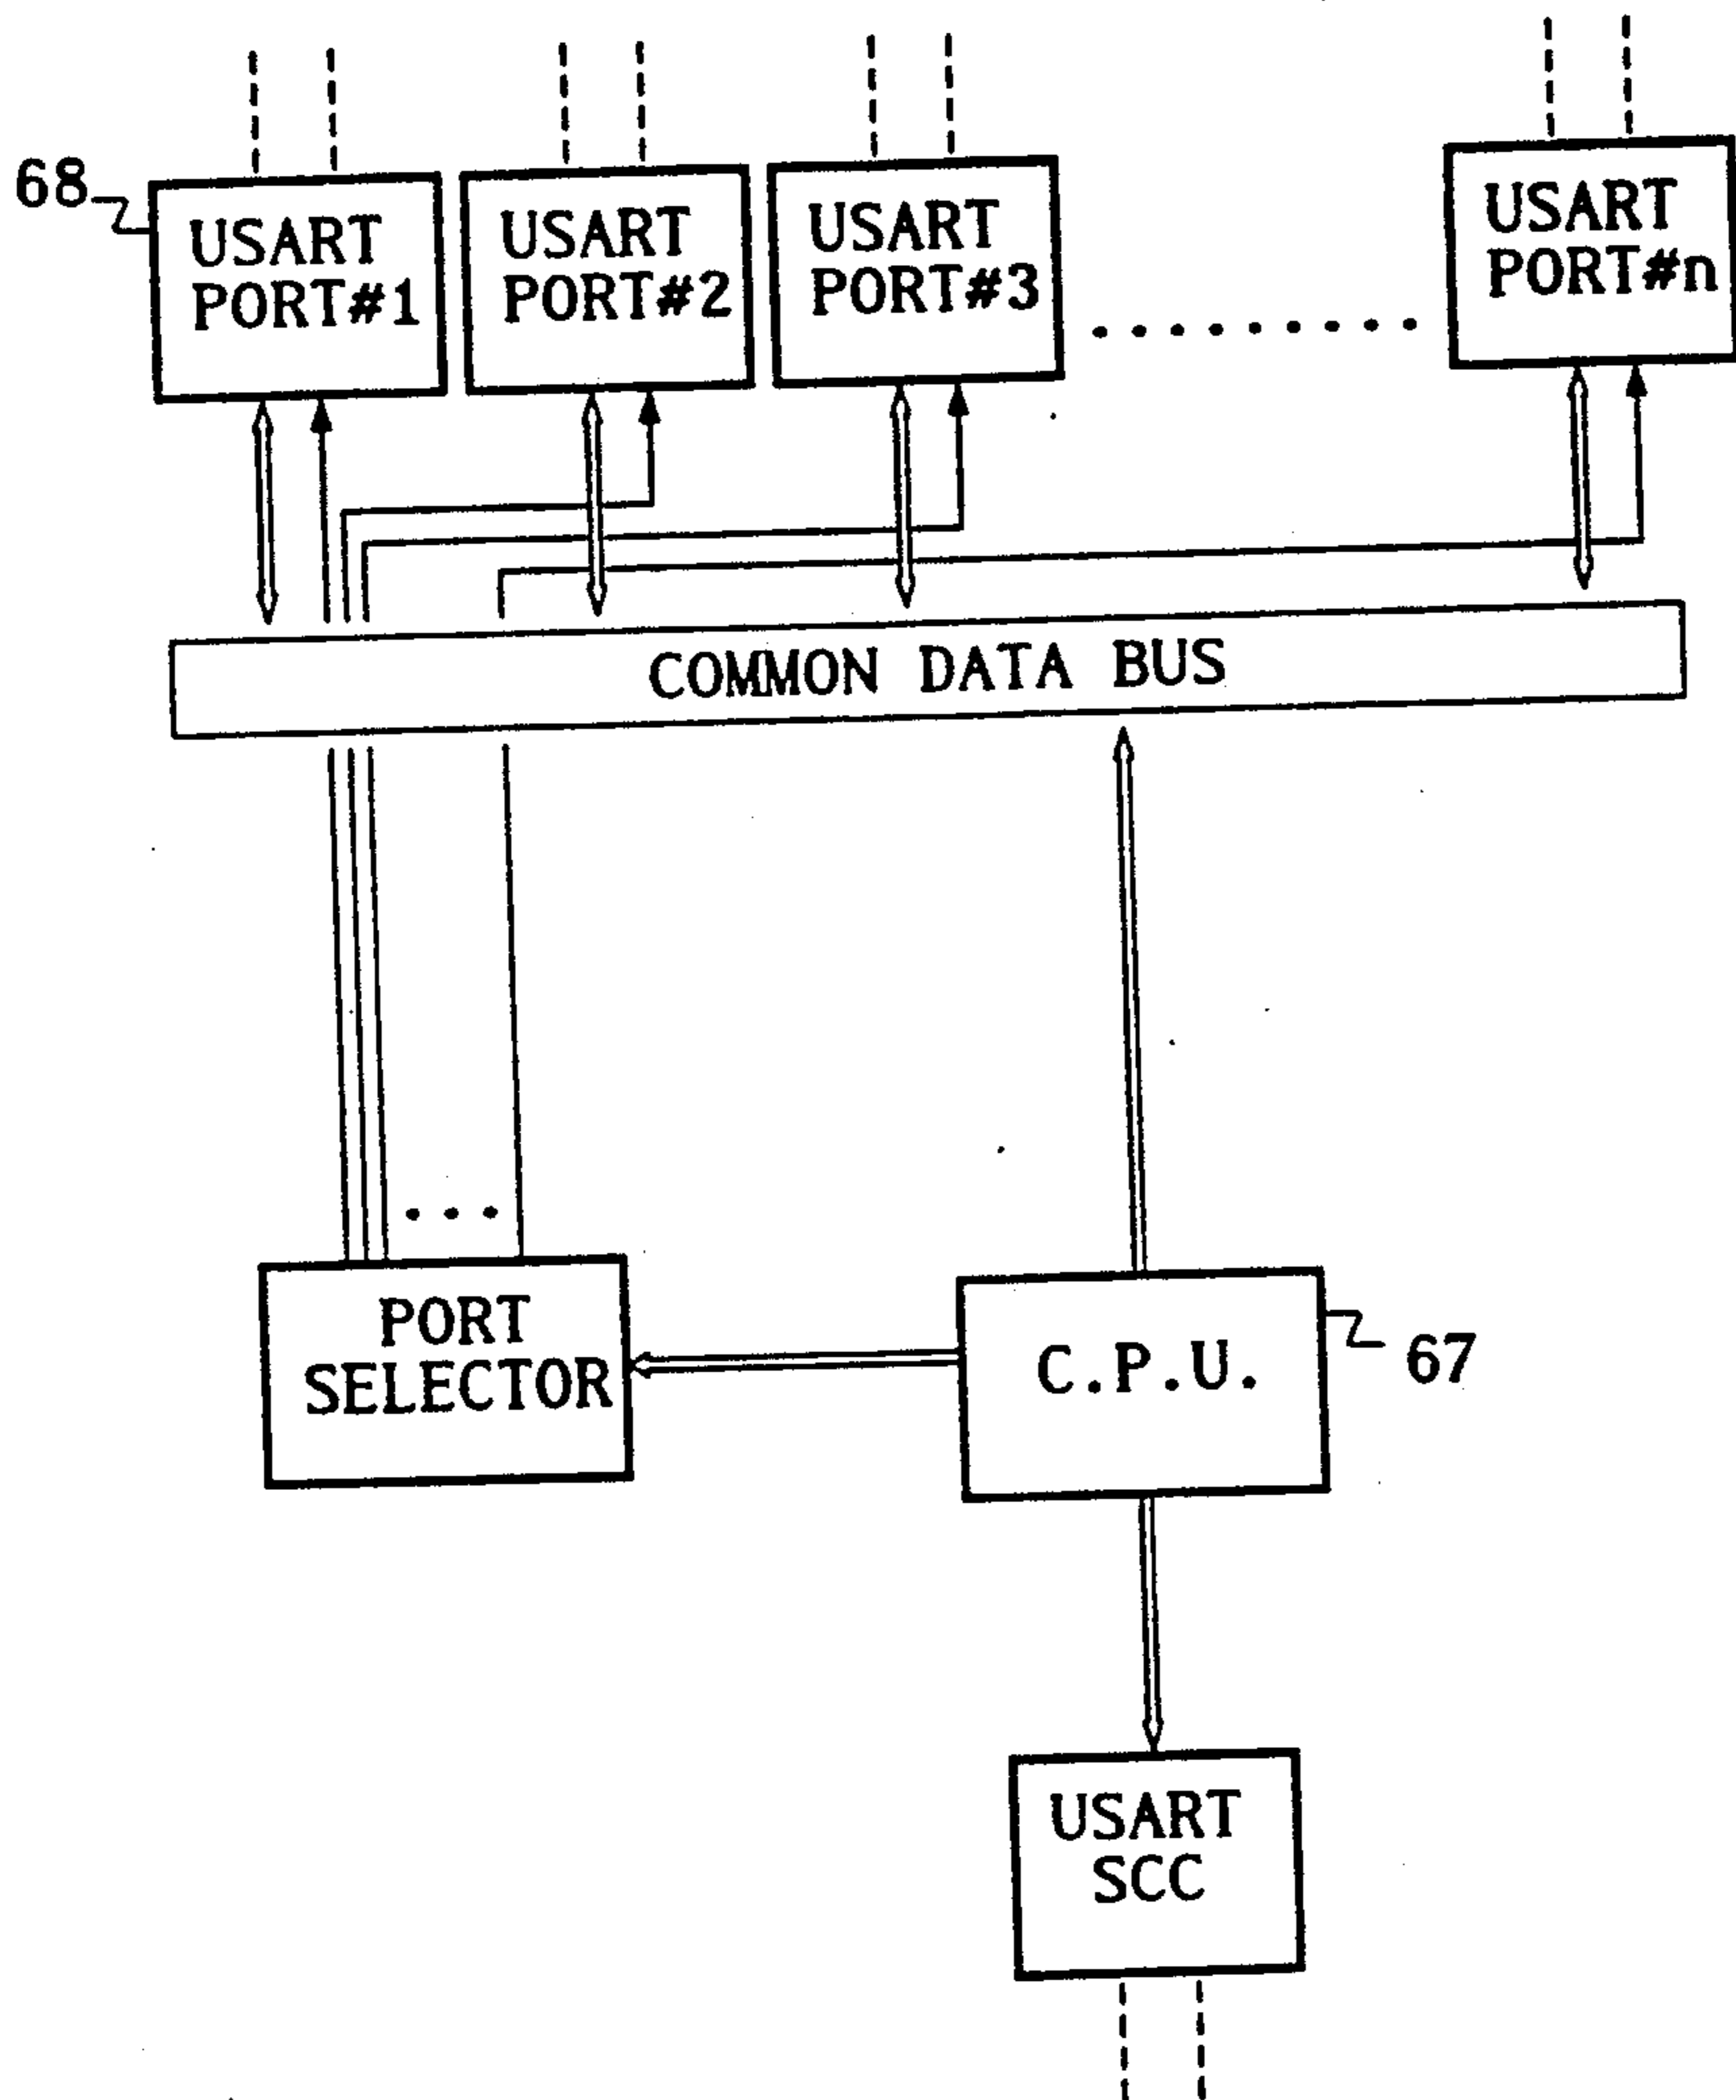 68
USART
PORT#1
USART
PORT#2
USART
PORT#3
USART
PORT#n
COMMON DATA BUS
PORT
SELECTOR
C.P.U.
67
USART
SCC